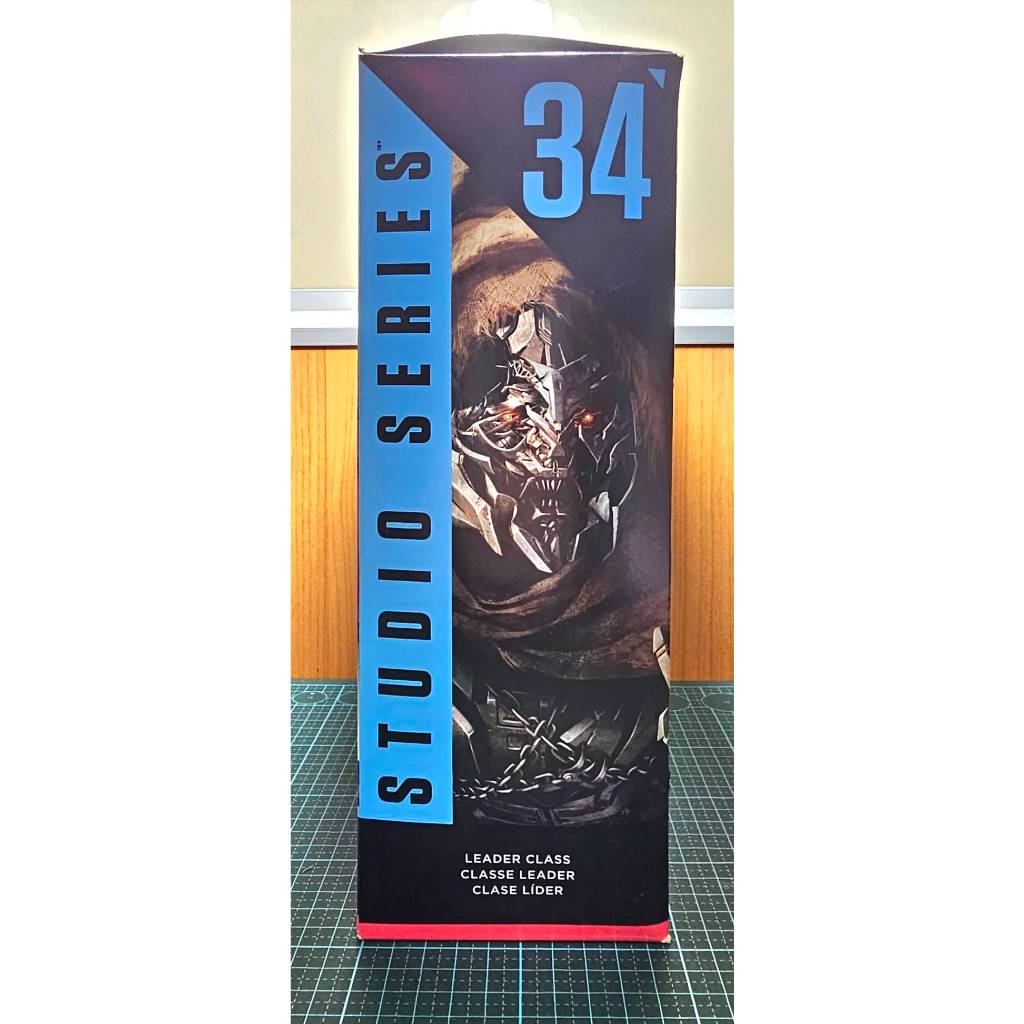 34
STUDIO SERIES
LEADER CLASS
CLASSE LEADER
CLASE LÍDER